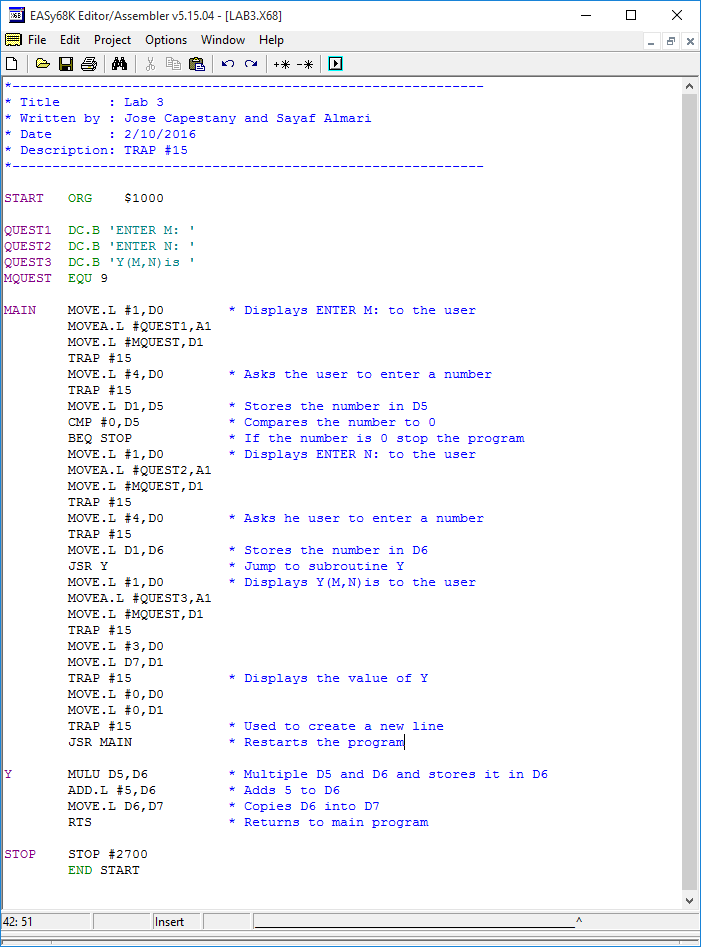 EASy68K Editor/Assembler v5.15.04 - [LAB3.X68]
File Edit Project Options Window Help
*-----------------------------------------------------------
* Title      : Lab 3
* Written by : Jose Capestany and Sayaf Almari
* Date       : 2/10/2016
* Description: TRAP #15
*-----------------------------------------------------------
START   ORG    $1000
QUEST1  DC.B 'ENTER M: '
QUEST2  DC.B 'ENTER N: '
QUEST3  DC.B 'Y(M,N)is '
MQUEST  EQU 9
MAIN    MOVE.L #1,D0        * Displays ENTER M: to the user
        MOVEA.L #QUEST1,A1
        MOVE.L #MQUEST,D1
        TRAP #15
        MOVE.L #4,D0        * Asks the user to enter a number
        TRAP #15
        MOVE.L D1,D5        * Stores the number in D5
        CMP #0,D5           * Compares the number to 0
        BEQ STOP            * If the number is 0 stop the program
        MOVE.L #1,D0        * Displays ENTER N: to the user
        MOVEA.L #QUEST2,A1
        MOVE.L #MQUEST,D1
        TRAP #15
        MOVE.L #4,D0        * Asks he user to enter a number
        TRAP #15
        MOVE.L D1,D6        * Stores the number in D6
        JSR Y               * Jump to subroutine Y
        MOVE.L #1,D0        * Displays Y(M,N)is to the user
        MOVEA.L #QUEST3,A1
        MOVE.L #MQUEST,D1
        TRAP #15
        MOVE.L #3,D0
        MOVE.L D7,D1
        TRAP #15            * Displays the value of Y
        MOVE.L #0,D0
        MOVE.L #0,D1
        TRAP #15            * Used to create a new line
        JSR MAIN            * Restarts the program
Y       MULU D5,D6          * Multiple D5 and D6 and stores it in D6
        ADD.L #5,D6         * Adds 5 to D6
        MOVE.L D6,D7        * Copies D6 into D7
        RTS                 * Returns to main program
STOP    STOP #2700
        END START
42: 51 Insert